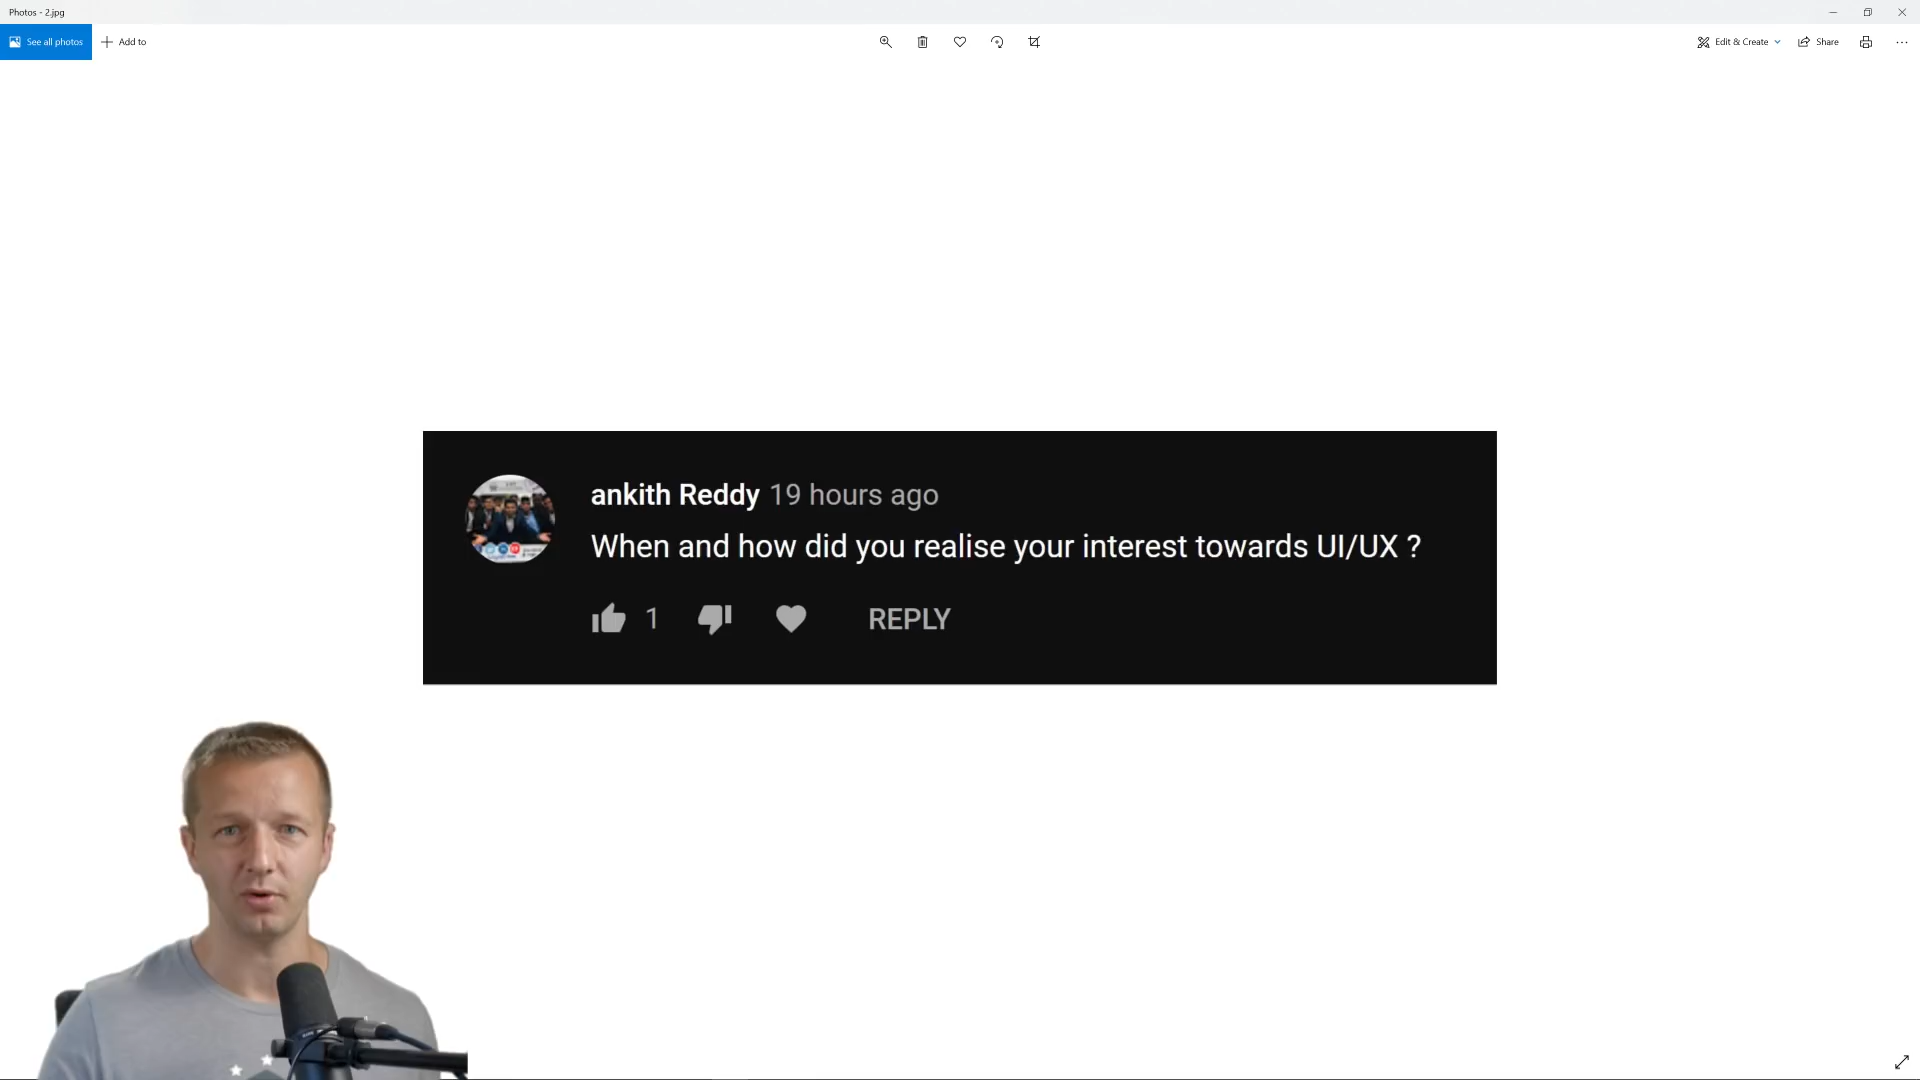 Photos - 2.jpg
See all photos
Add to
Edit & Create
Share
ankith Reddy 19 hours ago
When and how did you realise your interest towards UI/UX ?
1
REPLY